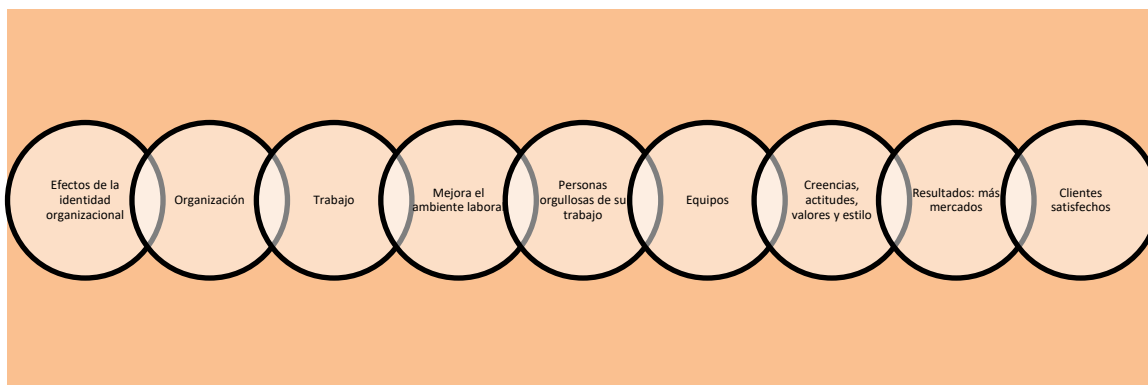 Efectos de la
identidad
organizacional
Organización
Trabajo
Mejora el
ambiente laboral
Personas
orgullosas de su
trabajo
Equipos
Creencias,
actitudes,
valores y estilo
Resultados: más
mercados
Clientes
satisfechos